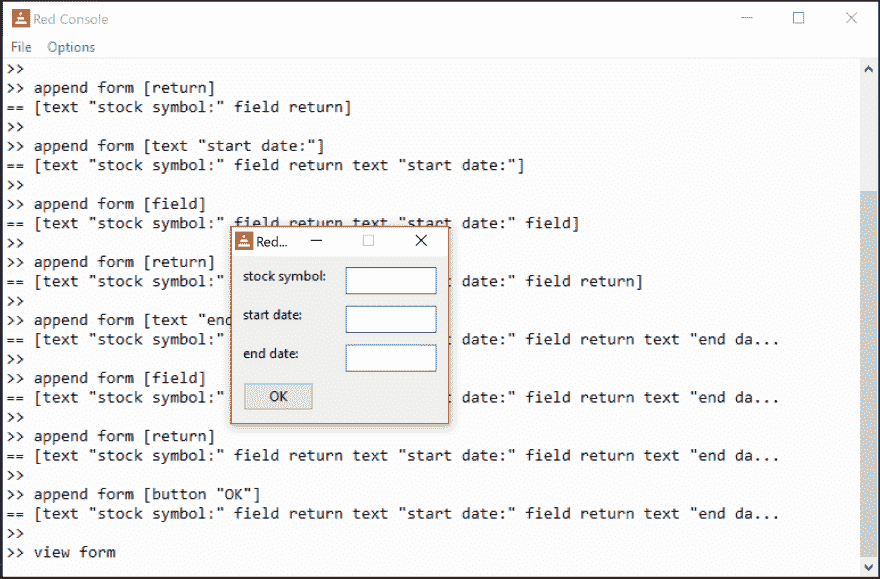 Red Console
File Options
>>
>> append form [return]
== [text "stock symbol:" field return]
>>
>> append form [text "start date:"]
== [text "stock symbol:" field return text "start date:"]
>>
>> append form [field]
== [text "stock symbol:" field return text "start date:" field]
>>
>> append form [return]
== [text "stock symbol:" date:" field return]
>>
>> append form [text "end
== [text "stock symbol:" date:" field return text "end da...
>>
>> append form [field]
== [text "stock symbol:" date:" field return text "end da...
>>
>> append form [return]
== [text "stock symbol:" field return text "start date:" field return text "end da...
>>
>> append form [button "OK"]
== [text "stock symbol:" field return text "start date:" field return text "end da...
>>
>> view form
Red...
stock symbol:
start date:
end date:
OK